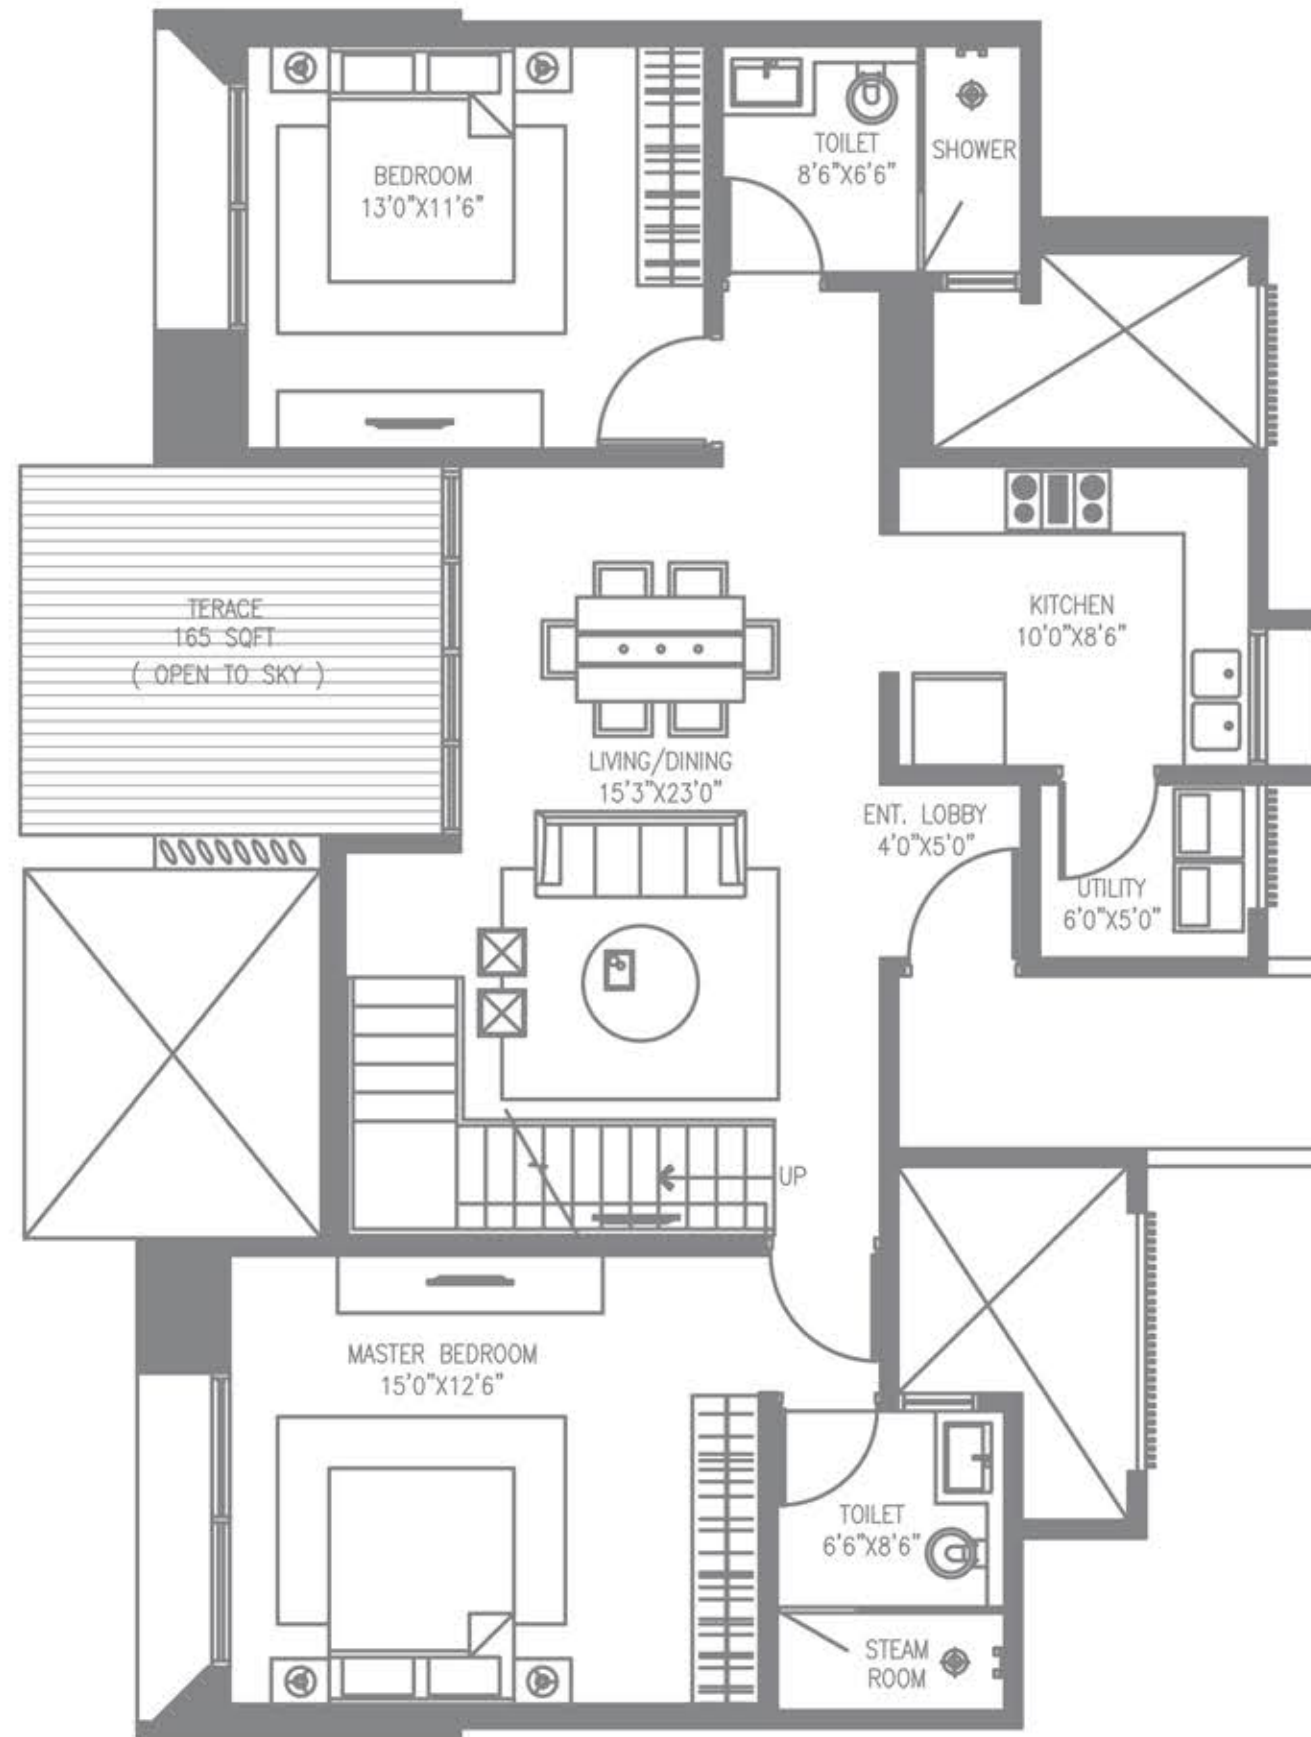 BEDROOM
13'0"X11'6"
TOILET
8'6"X6'6"
SHOWER
TERACE
165 SQFT
( OPEN TO SKY )
KITCHEN
10'0"X8'6"
LIVING/DINING
15'3"X23'0"
ENT. LOBBY
4'0"X5'0"
UTILITY
6'0"X5'0"
UP
MASTER BEDROOM
15'0"X12'6"
TOILET
6'6"X8'6"
STEAM
ROOM